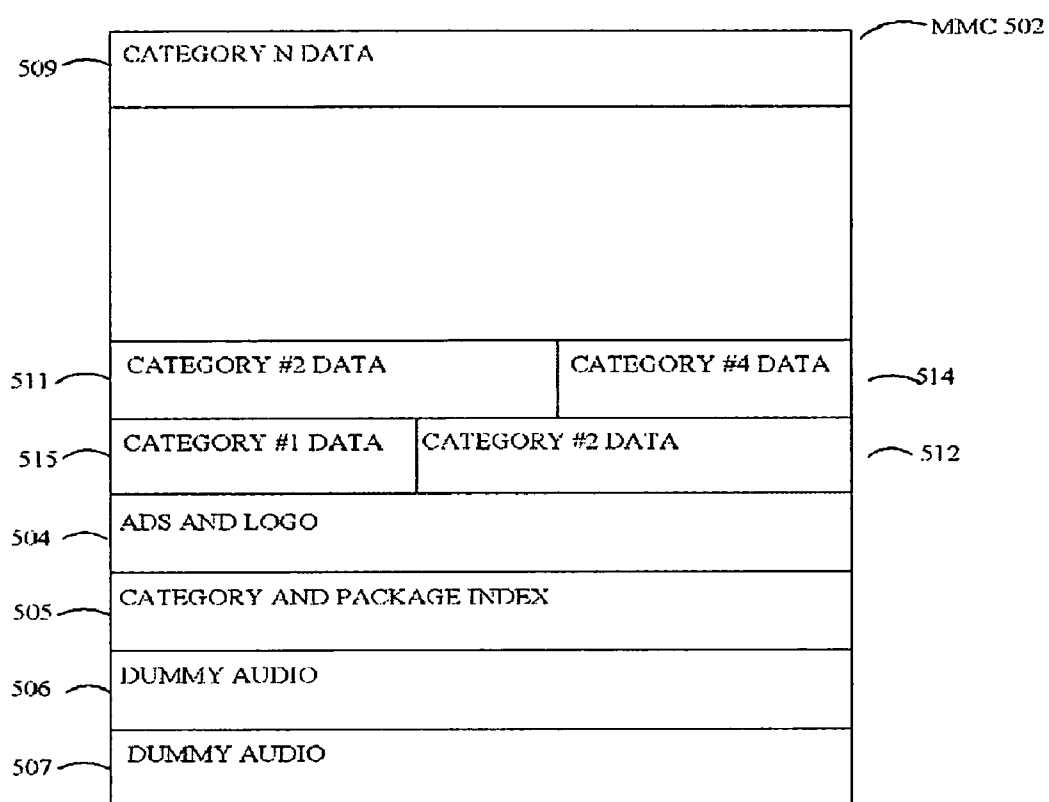 MMC 502
509 CATEGORY N DATA
511 CATEGORY #2 DATA CATEGORY #4 DATA 514
515 CATEGORY #1 DATA CATEGORY #2 DATA 512
504 ADS AND LOGO
505 CATEGORY AND PACKAGE INDEX
506 DUMMY AUDIO
507 DUMMY AUDIO